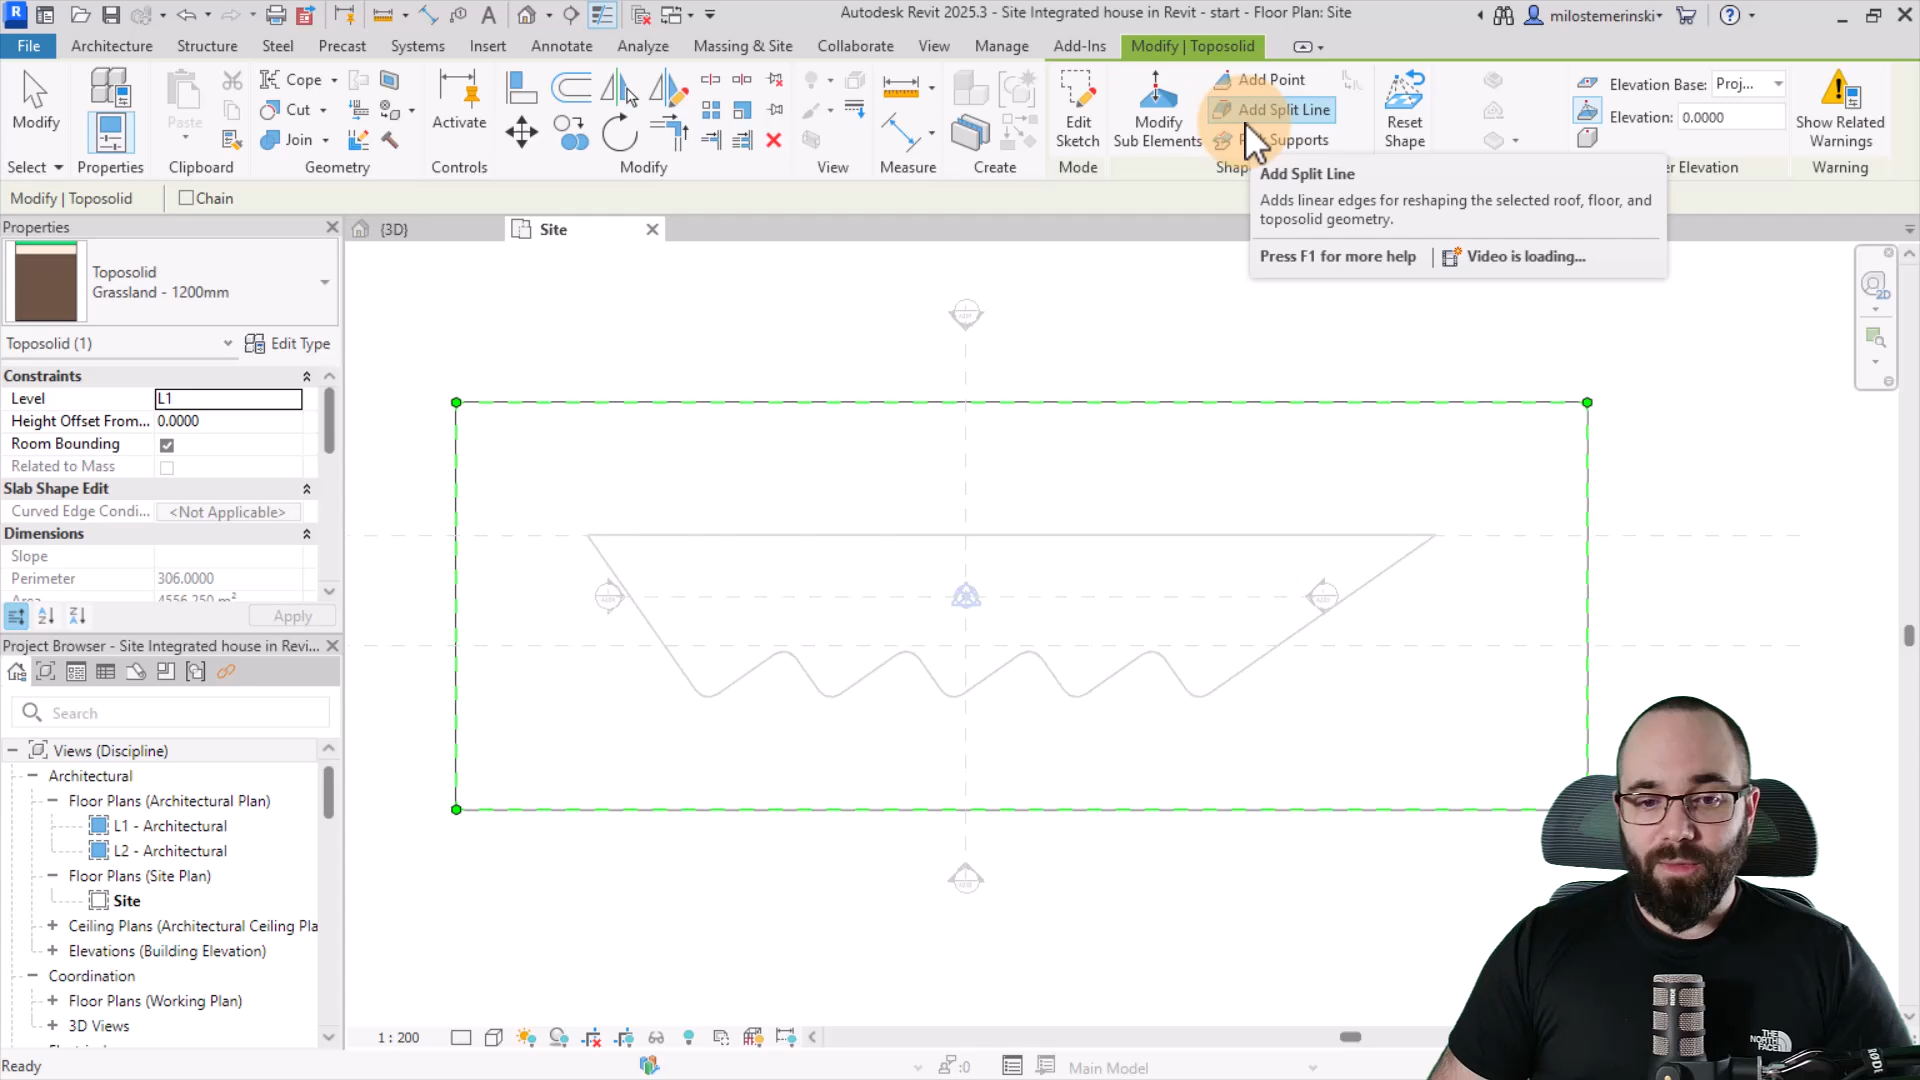 Autodesk Revit 2025.3 - Site Integrated house in Revit - start - Floor Plan: Site
milostemerinski
File
Architecture
Structure
Steel
Precast
Systems
Insert
Annotate
Analyze
Massing & Site
Collaborate
View
Manage
Add-Ins
Modify | Toposolid
Modify
Select
Properties
Paste
Clipboard
Cope
Cut
Join
Geometry
Activate
Controls
Modify
View
Measure
Create
Edit
Sketch
Mode
Modify
Sub Elements
Add Point
Add Split Line
Supports
Reset
Shape
Elevation Base: Proj...
Elevation: 0.0000
Elevation
Show Related
Warnings
Warning
Add Split Line
Adds linear edges for reshaping the selected roof, floor, and
toposolid geometry.
Press F1 for more help
Video is loading...
Modify | Toposolid
Chain
Properties
{3D}
Site
Toposolid
Grassland - 1200mm
Toposolid (1)
Edit Type
Constraints
Level L1
Height Offset From... 0.0000
Room Bounding
Related to Mass
Slab Shape Edit
Curved Edge Condi... <Not Applicable>
Dimensions
Slope
Perimeter 306.0000
Area 4556.250 m²
Apply
Project Browser - Site Integrated house in Revi...
Search
Views (Discipline)
Architectural
Floor Plans (Architectural Plan)
L1 - Architectural
L2 - Architectural
Floor Plans (Site Plan)
Site
Ceiling Plans (Architectural Ceiling Pla
Elevations (Building Elevation)
Coordination
Floor Plans (Working Plan)
3D Views
2D
1 : 200
Ready
:0
Main Model
THE
NORTH
FACE